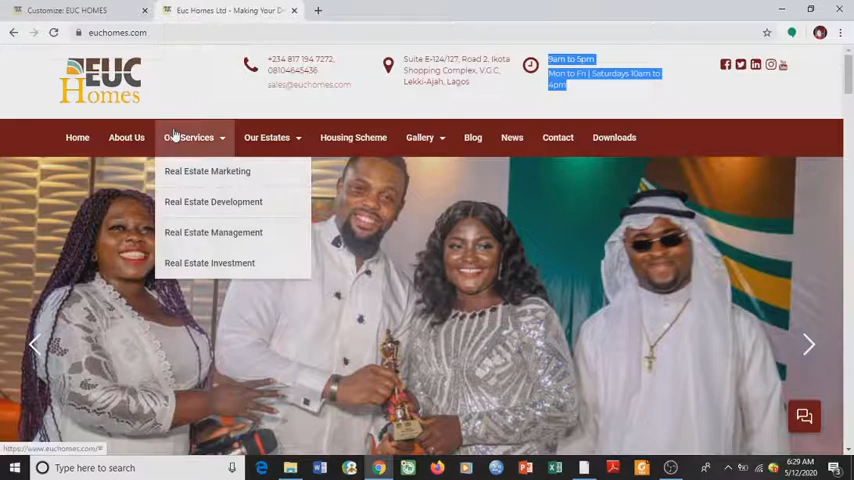 Customize: EUC HOMES
Euc Homes Ltd - Making Your D
euchomes.com
EUC
Homes
+234 817 194 7272,
08104645436
sales@euchomes.com
Suite E-124/127, Road 2, Ikota
Shopping Complex, V.G.C,
Lekki-Ajah, Lagos
9am to 5pm
Mon to Fri | Saturdays 10am to
4pm
Home About Us Our Services Our Estates Housing Scheme Gallery Blog News Contact Downloads
Real Estate Marketing
Real Estate Development
Real Estate Management
Real Estate Investment
https://www.euchomes.com/#
Type here to search
6:29 AM
5/12/2020